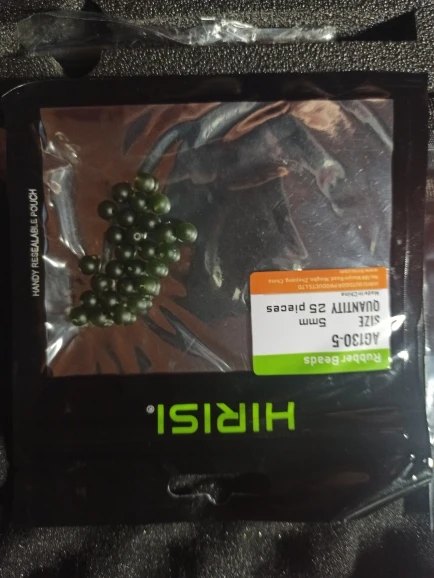 HIRISI®
Rubber Beads
AG130-5
SIZE 5mm
QUANTITY 25 pieces
Made in China
HANDY RESEALABLE POUCH